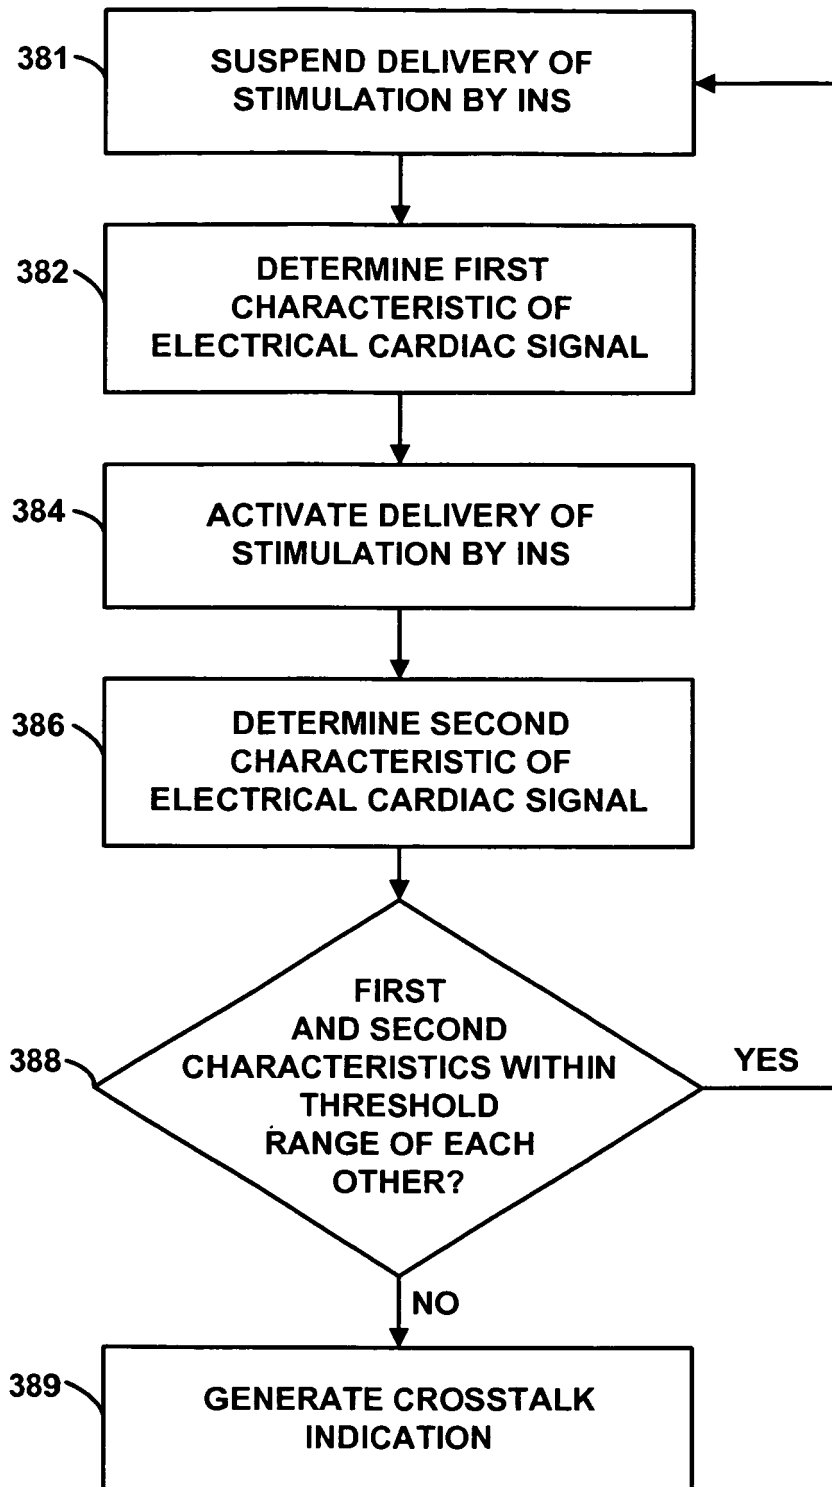 381
SUSPEND DELIVERY OF
STIMULATION BY INS
382
DETERMINE FIRST
CHARACTERISTIC OF
ELECTRICAL CARDIAC SIGNAL
384
ACTIVATE DELIVERY OF
STIMULATION BY INS
386
DETERMINE SECOND
CHARACTERISTIC OF
ELECTRICAL CARDIAC SIGNAL
388
FIRST
AND SECOND
CHARACTERISTICS WITHIN
THRESHOLD
RANGE OF EACH
OTHER?
YES
NO
389
GENERATE CROSSTALK
INDICATION